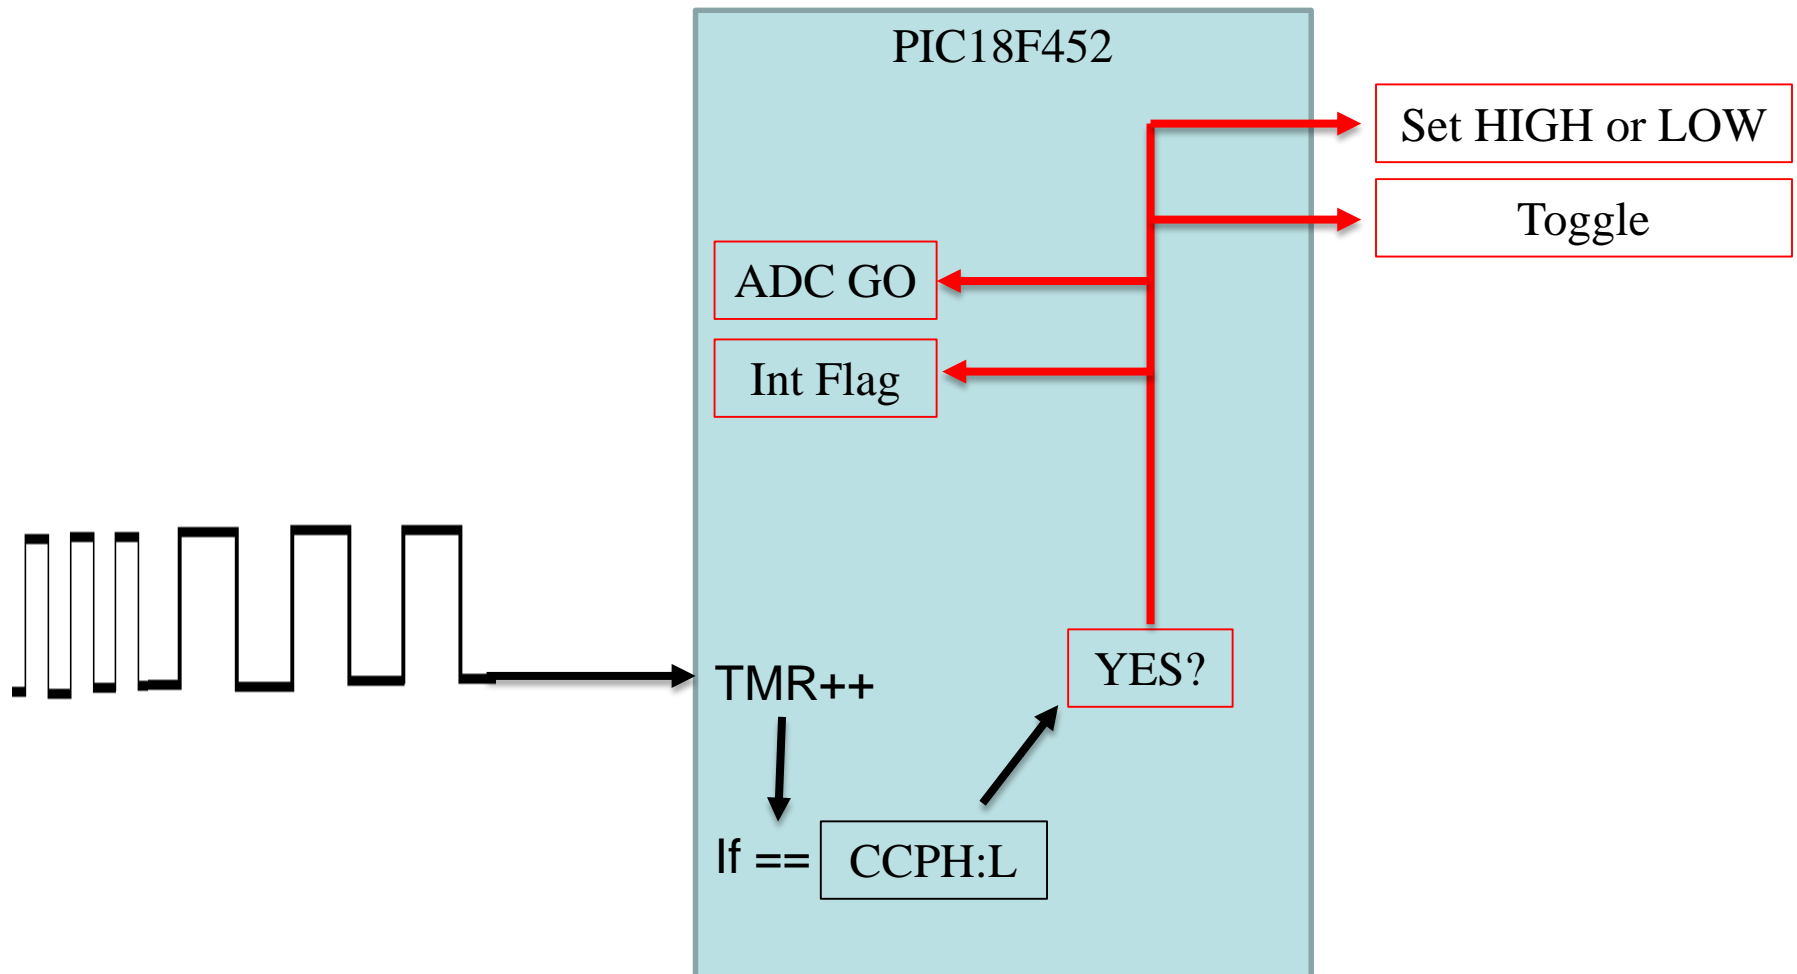 PIC18F452
Set HIGH or LOW
Toggle
ADC GO
Int Flag
YES?
TMR++
If == CCPH:L